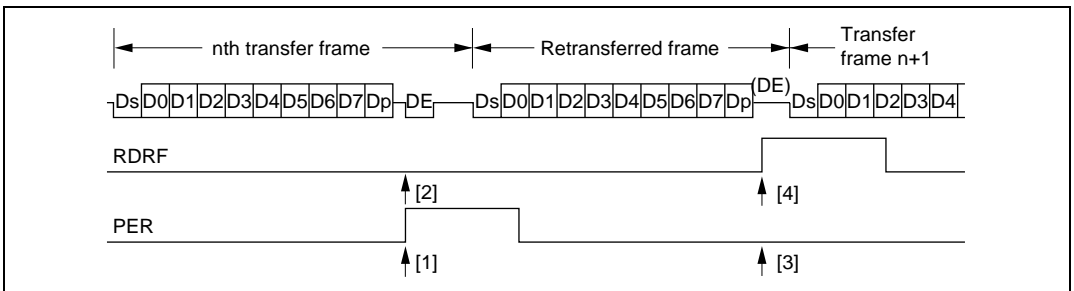 nth transfer frame
Retransferred frame
Transfer
frame n+1
(DE)
Ds D0 D1 D2 D3 D4 D5 D6 D7 Dp DE Ds D0 D1 D2 D3 D4 D5 D6 D7 Dp Ds D0 D1 D2 D3 D4
RDRF
[2] [4]
PER
[1] [3]